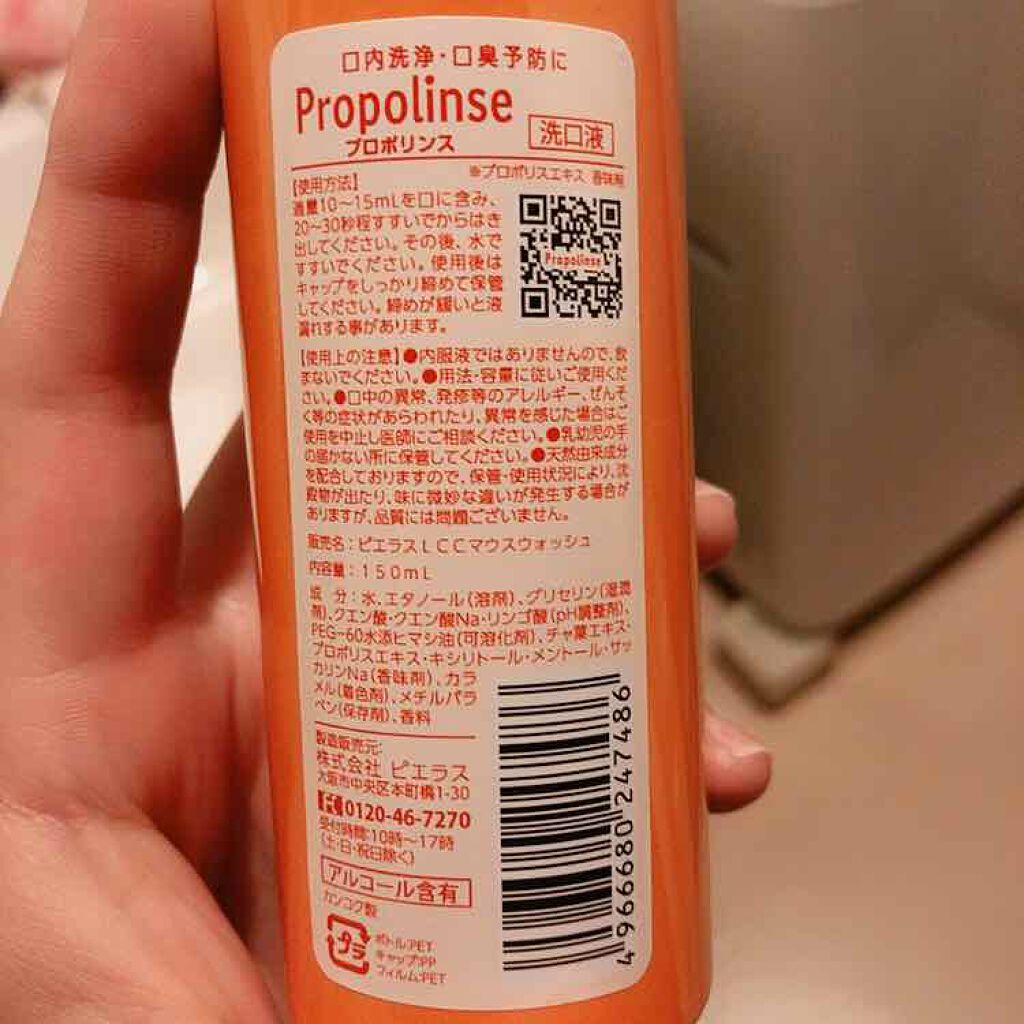 口内洗浄・口臭予防に
Propolinse
プロポリンス
洗口液
※プロポリスエキス 香味剤
【使用方法】
適量10〜15mLを口に含み、
20〜30秒程すすいでからはき
出してください。その後、水で
すすいでください。使用後は
キャップをしっかり締めて保管
してください。締めが緩いと液
漏れする事があります。
Propolinse
【使用上の注意】●内服液ではありませんので、飲
まないでください。●用法・容量に従いご使用くだ
さい。●口中の異常、発疹等のアレルギー、ぜんそ
く等の症状があらわれたり、異常を感じた場合はご
使用を中止し医師にご相談ください。●乳幼児の手
の届かない所に保管してください。●天然由来成分
を配合しておりますので、保管・使用状況により、沈
殿物が出たり、味に微妙な違いが発生する場合が
ありますが、品質には問題ございません。
販売名：ピエラスLCCマウスウォッシュ
内容量：150mL
成 分：水、エタノール（溶剤）、グリセリン（湿潤
剤）、クエン酸・クエン酸Na・リンゴ酸（pH調整剤）、
PEG-60水添ヒマシ油（可溶化剤）、チャ葉エキス・
プロポリスエキス・キシリトール・メントール・サッ
カリンNa（香味剤）、カラ
メル（着色剤）、メチルパラ
ベン（保存剤）、香料
製造販売元：
株式会社 ピエラス
大阪市中央区本町橋1-30
0120-46-7270
受付時間：10時〜17時
（土・日・祝日除く）
アルコール含有
カンコク製
プラ
ボトル:PET
キャップ:PP
フィルム:PET
4966680247486